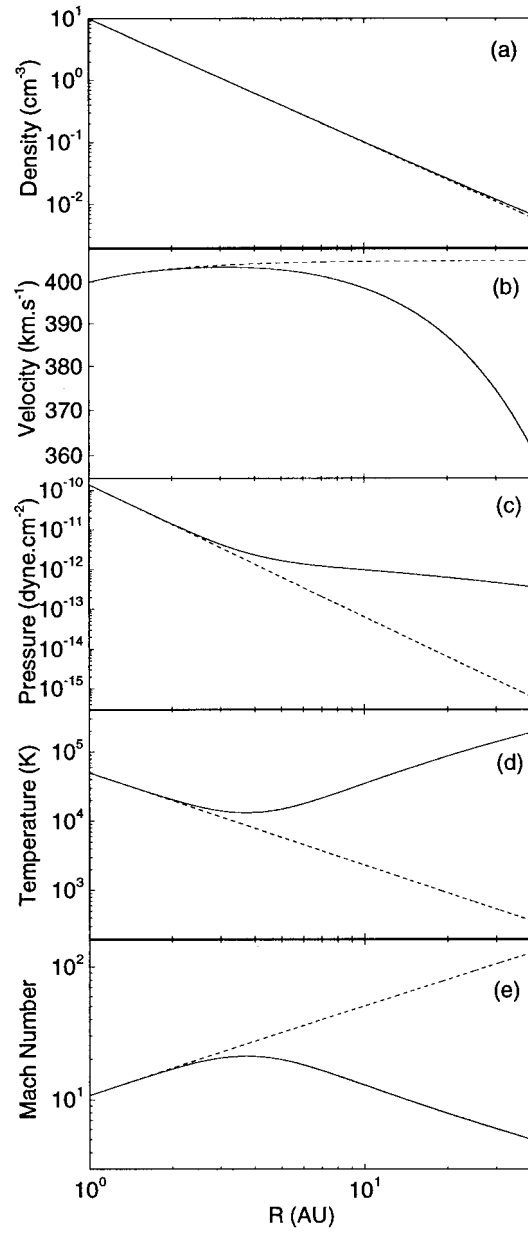 (a)
Density (cm⁻³)
10¹
10⁰
10⁻¹
10⁻²
(b)
Velocity (km.s⁻¹)
400
390
380
370
360
(c)
Pressure (dyne.cm⁻²)
10⁻¹⁰
10⁻¹¹
10⁻¹²
10⁻¹³
10⁻¹⁴
10⁻¹⁵
(d)
Temperature (K)
10⁵
10⁴
10³
(e)
Mach Number
10²
10¹
10⁰
10¹
R (AU)